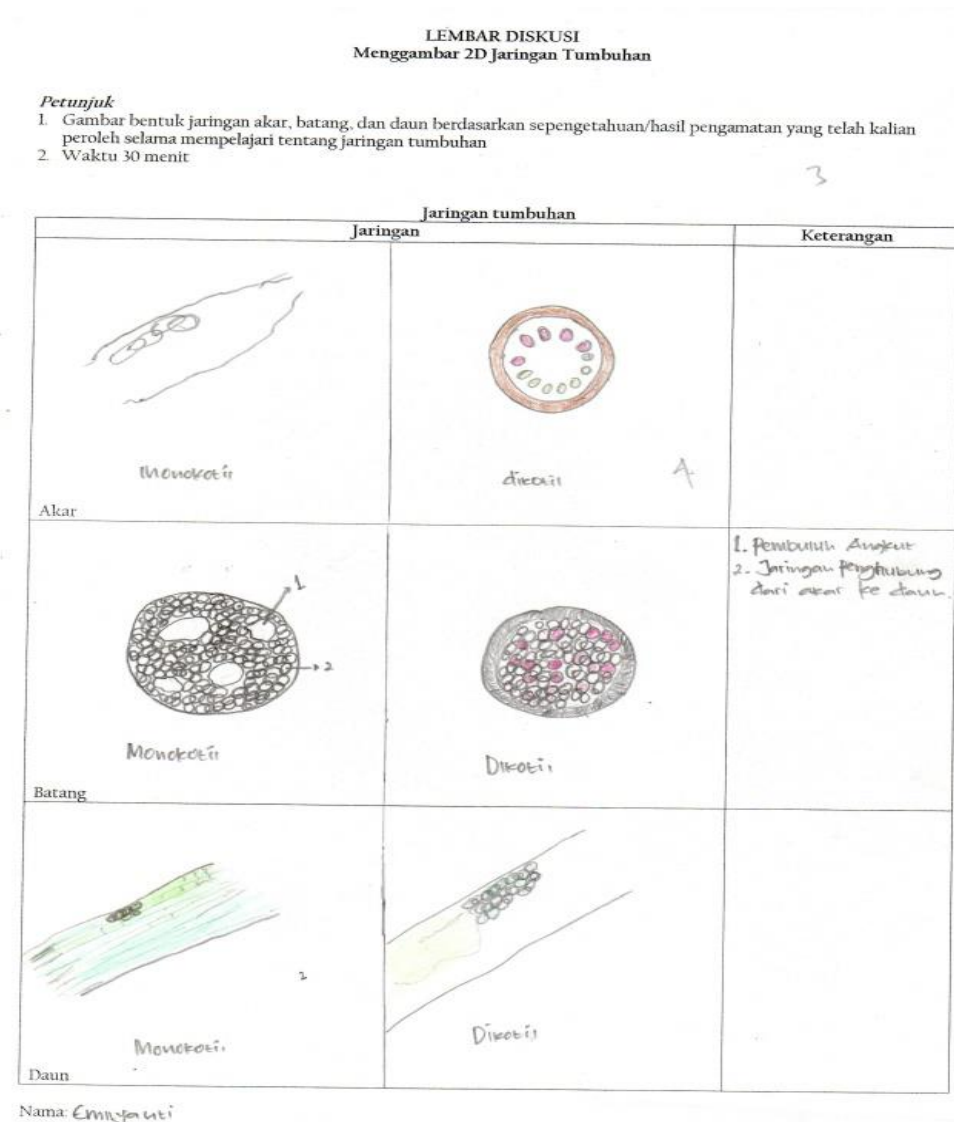 LEMBAR DISKUSI
Menggambar 2D Jaringan Tumbuhan
Petunjuk
1. Gambar bentuk jaringan akar, batang, dan daun berdasarkan sepengetahuan/hasil pengamatan yang telah kalian
peroleh selama mempelajari tentang jaringan tumbuhan
2. Waktu 30 menit
3
Jaringan tumbuhan
Jaringan Keterangan
Monokotil dikotil 4
Akar
1. Pembuluh Angkut
2. Jaringan Penghubung
dari akar ke daun.
1
2
Monokotil Dikotil
Batang
2
Monokotil Dikotil
Daun
Nama: Emilyanti